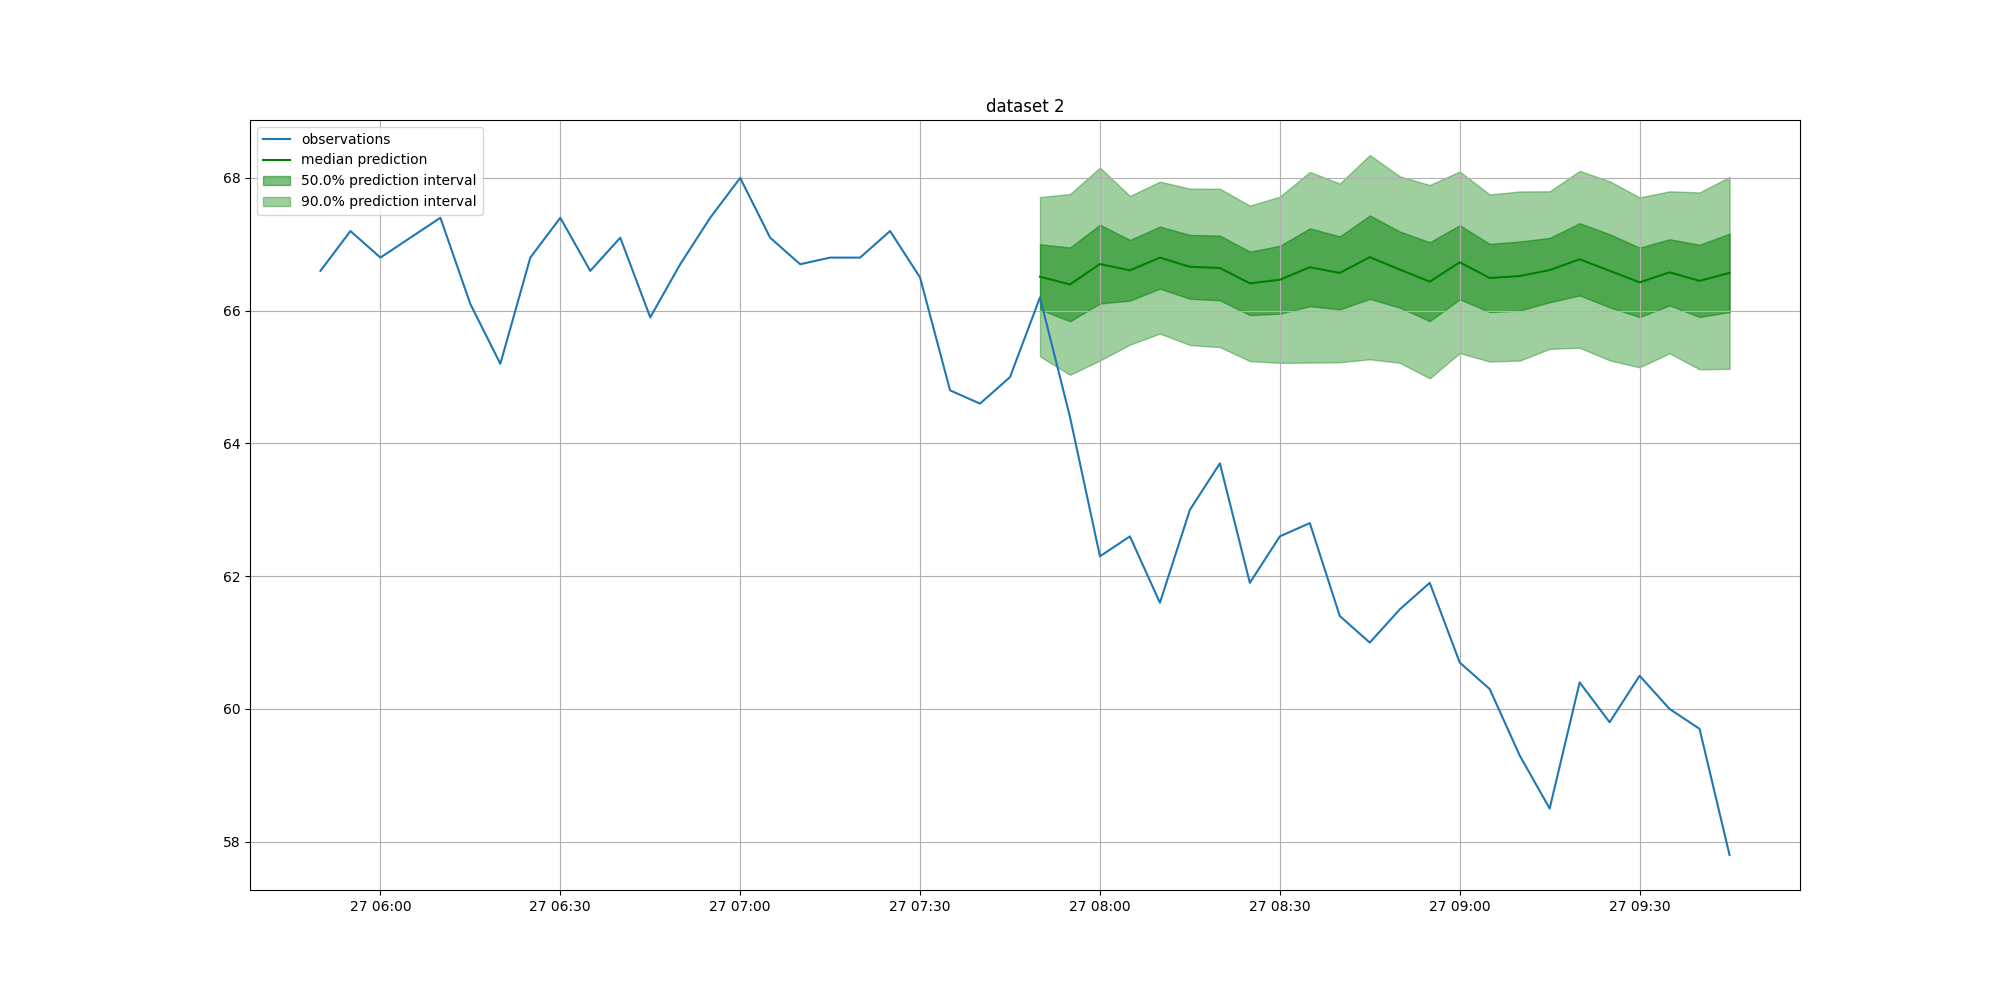 dataset 2
observations
median prediction
50.0% prediction interval
90.0% prediction interval
68
66
64
62
60
58
27 06:00 27 06:30 27 07:00 27 07:30 27 08:00 27 08:30 27 09:00 27 09:30